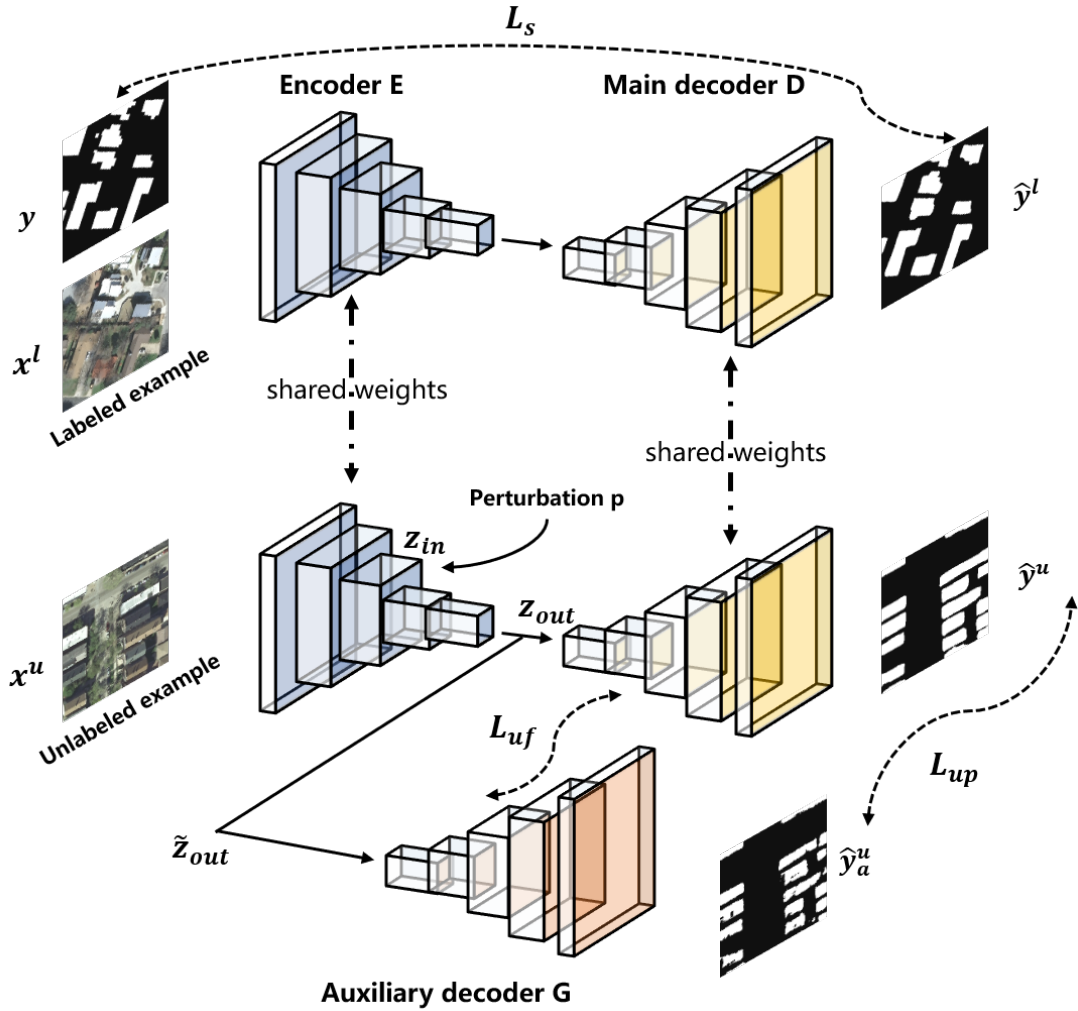 L_s
Encoder E
Main decoder D
y
ŷ^l
x^l
Labeled example
shared weights
shared weights
Perturbation p
z_in
z_out
ŷ^u
x^u
Unlabeled example
L_uf
L_up
z̃_out
ŷ_a^u
Auxiliary decoder G